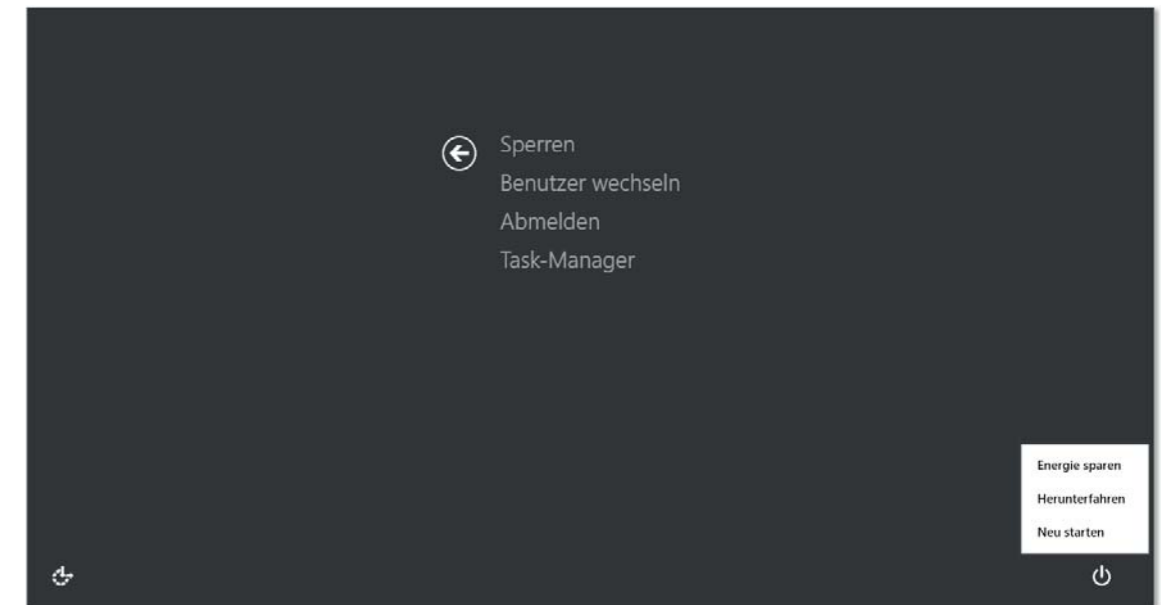 Sperren
Benutzer wechseln
Abmelden
Task-Manager
Energie sparen
Herunterfahren
Neu starten